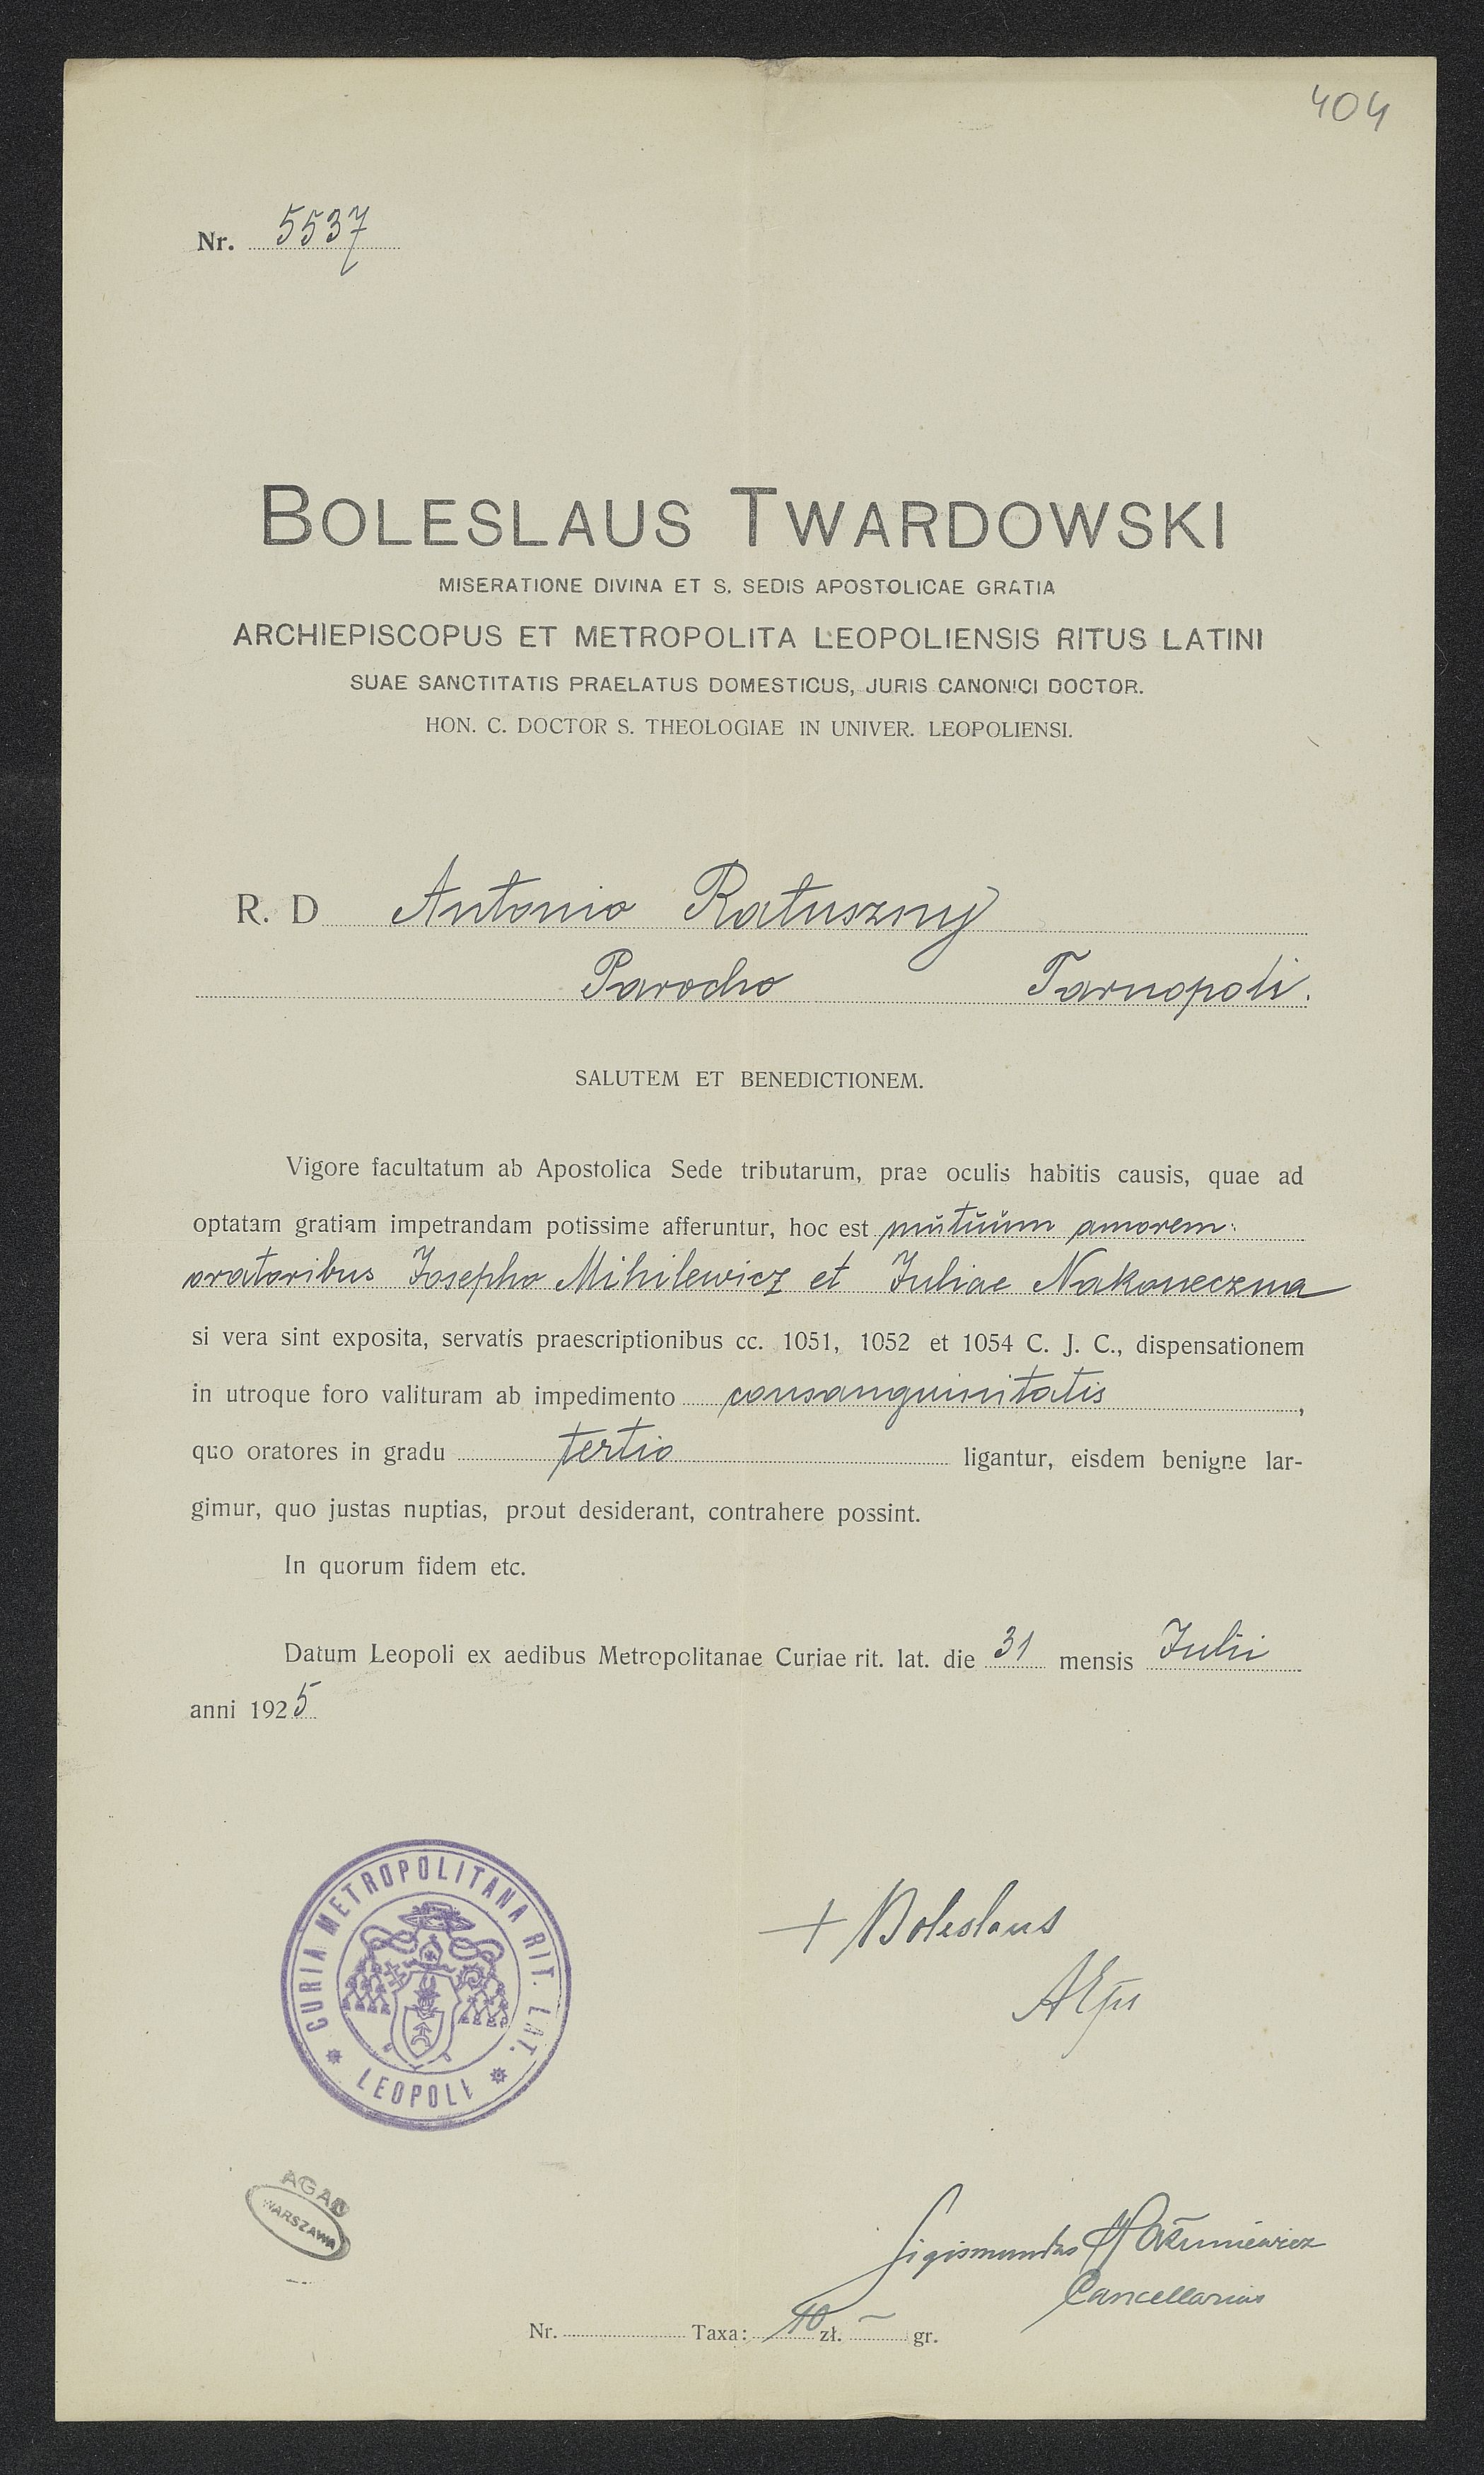 404
Nr. 5537
BOLESLAUS TWARDOWSKI
MISERATIONE DIVINA ET S. SEDIS APOSTOLICAE GRATIA
ARCHIEPISCOPUS ET METROPOLITA LEOPOLIENSIS RITUS LATINI
SUAE SANCTITATIS PRAELATUS DOMESTICUS, JURIS CANONICI DOCTOR.
HON. C. DOCTOR S. THEOLOGIAE IN UNIVER. LEOPOLIENSI.
R. D Antonio Ratuszny
Parocho Tarnopoli.
SALUTEM ET BENEDICTIONEM.
Vigore facultatum ab Apostolica Sede tributarum, prae oculis habitis causis, quae ad
optatam gratiam impetrandam potissime afferuntur, hoc est mutuum amorem:
oratoribus Josepho Mihilewicz et Juliae Nakoneczna
si vera sint exposita, servatis praescriptionibus cc. 1051, 1052 et 1054 C. J. C., dispensationem
in utroque foro valituram ab impedimento consanguinitatis,
quo oratores in gradu tertio ligantur, eisdem benigne lar-
gimur, quo justas nuptias, prout desiderant, contrahere possint.
In quorum fidem etc.
Datum Leopoli ex aedibus Metropolitanae Curiae rit. lat. die 31 mensis Julii
anni 1925
CURIA METROPOLITANA RIT. LAT.
LEOPOLI
+ Boleslaus
AGAD
WARSZAWA
Sigismundus
Cancellarius
Nr. Taxa: 10 zł. — gr.